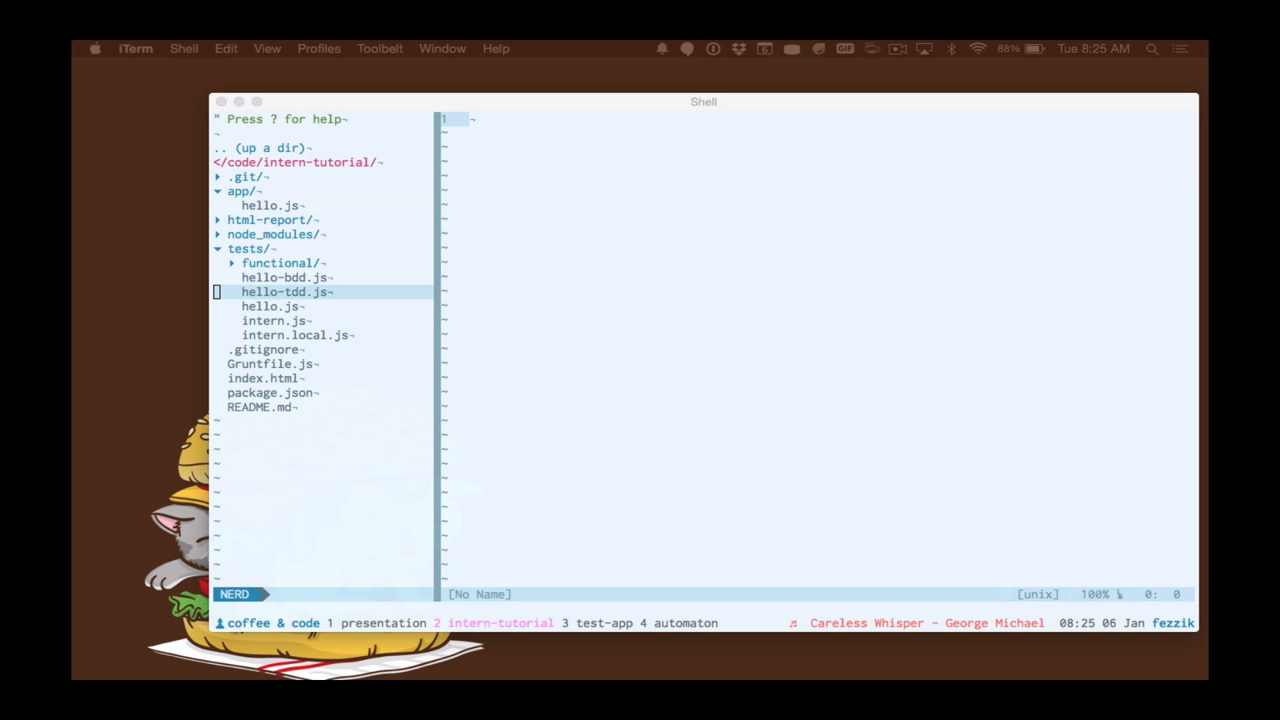 iTerm Shell Edit View Profiles Toolbelt Window Help 6 GIF 88% Tue 8:25 AM
Shell
" Press ? for help¬
¬
.. (up a dir)¬
</code/intern-tutorial/¬
▸ .git/¬
▾ app/¬
hello.js¬
▸ html-report/¬
▸ node_modules/¬
▾ tests/¬
▸ functional/¬
hello-bdd.js¬
hello-tdd.js¬
hello.js¬
intern.js¬
intern.local.js¬
.gitignore¬
Gruntfile.js¬
index.html¬
package.json¬
README.md¬
1 ¬
NERD
[No Name] [unix] 100% 0: 0
coffee & code 1 presentation 2 intern-tutorial 3 test-app 4 automaton ♬ Careless Whisper - George Michael 08:25 06 Jan fezzik